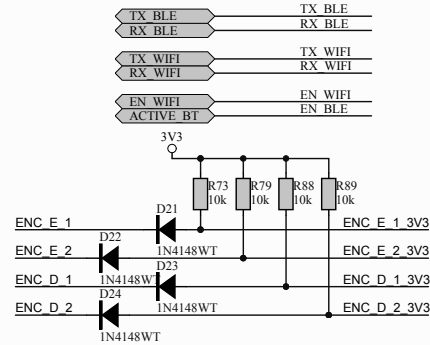 TX_BLE TX_BLE
RX_BLE RX_BLE
TX_WIFI TX_WIFI
RX_WIFI RX_WIFI
EN_WIFI EN_WIFI
ACTIVE_BT EN_BLE
3V3
R73 R79 R88 R89
10k 10k 10k 10k
D21
ENC_E_1 ENC_E_1_3V3
D22
1N4148WT
ENC_E_2 ENC_E_2_3V3
D23
1N4148WT
ENC_D_1 ENC_D_1_3V3
D24
1N4148WT
ENC_D_2 ENC_D_2_3V3
1N4148WT